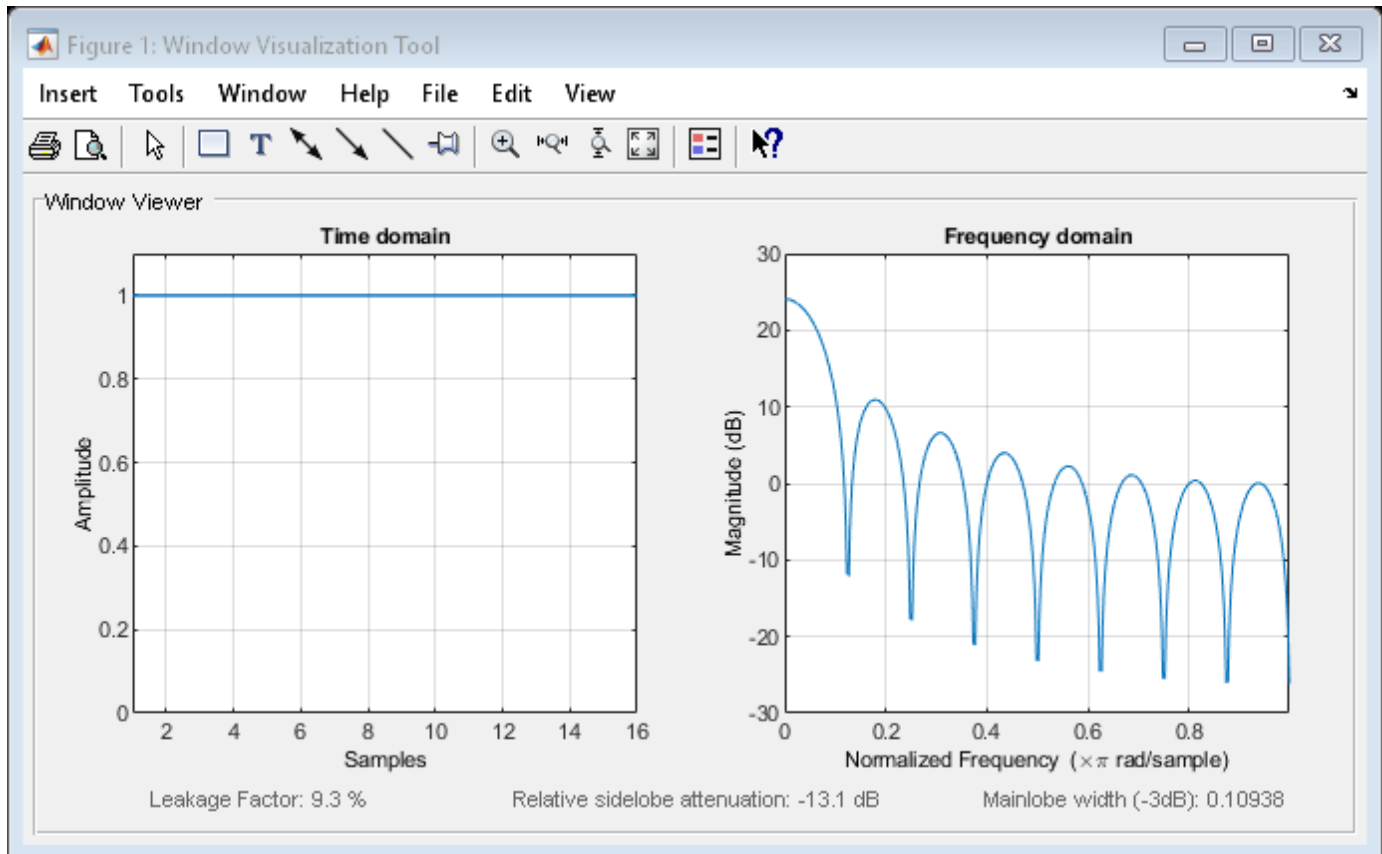 Figure 1: Window Visualization Tool
Insert Tools Window Help File Edit View
T
Window Viewer
Time domain
1
0.8
0.6
0.4
0.2
0
2 4 6 8 10 12 14 16
Amplitude
Samples
Frequency domain
30
20
10
0
-10
-20
-30
0 0.2 0.4 0.6 0.8
Magnitude (dB)
Normalized Frequency (×π rad/sample)
Leakage Factor: 9.3 %
Relative sidelobe attenuation: -13.1 dB
Mainlobe width (-3dB): 0.10938